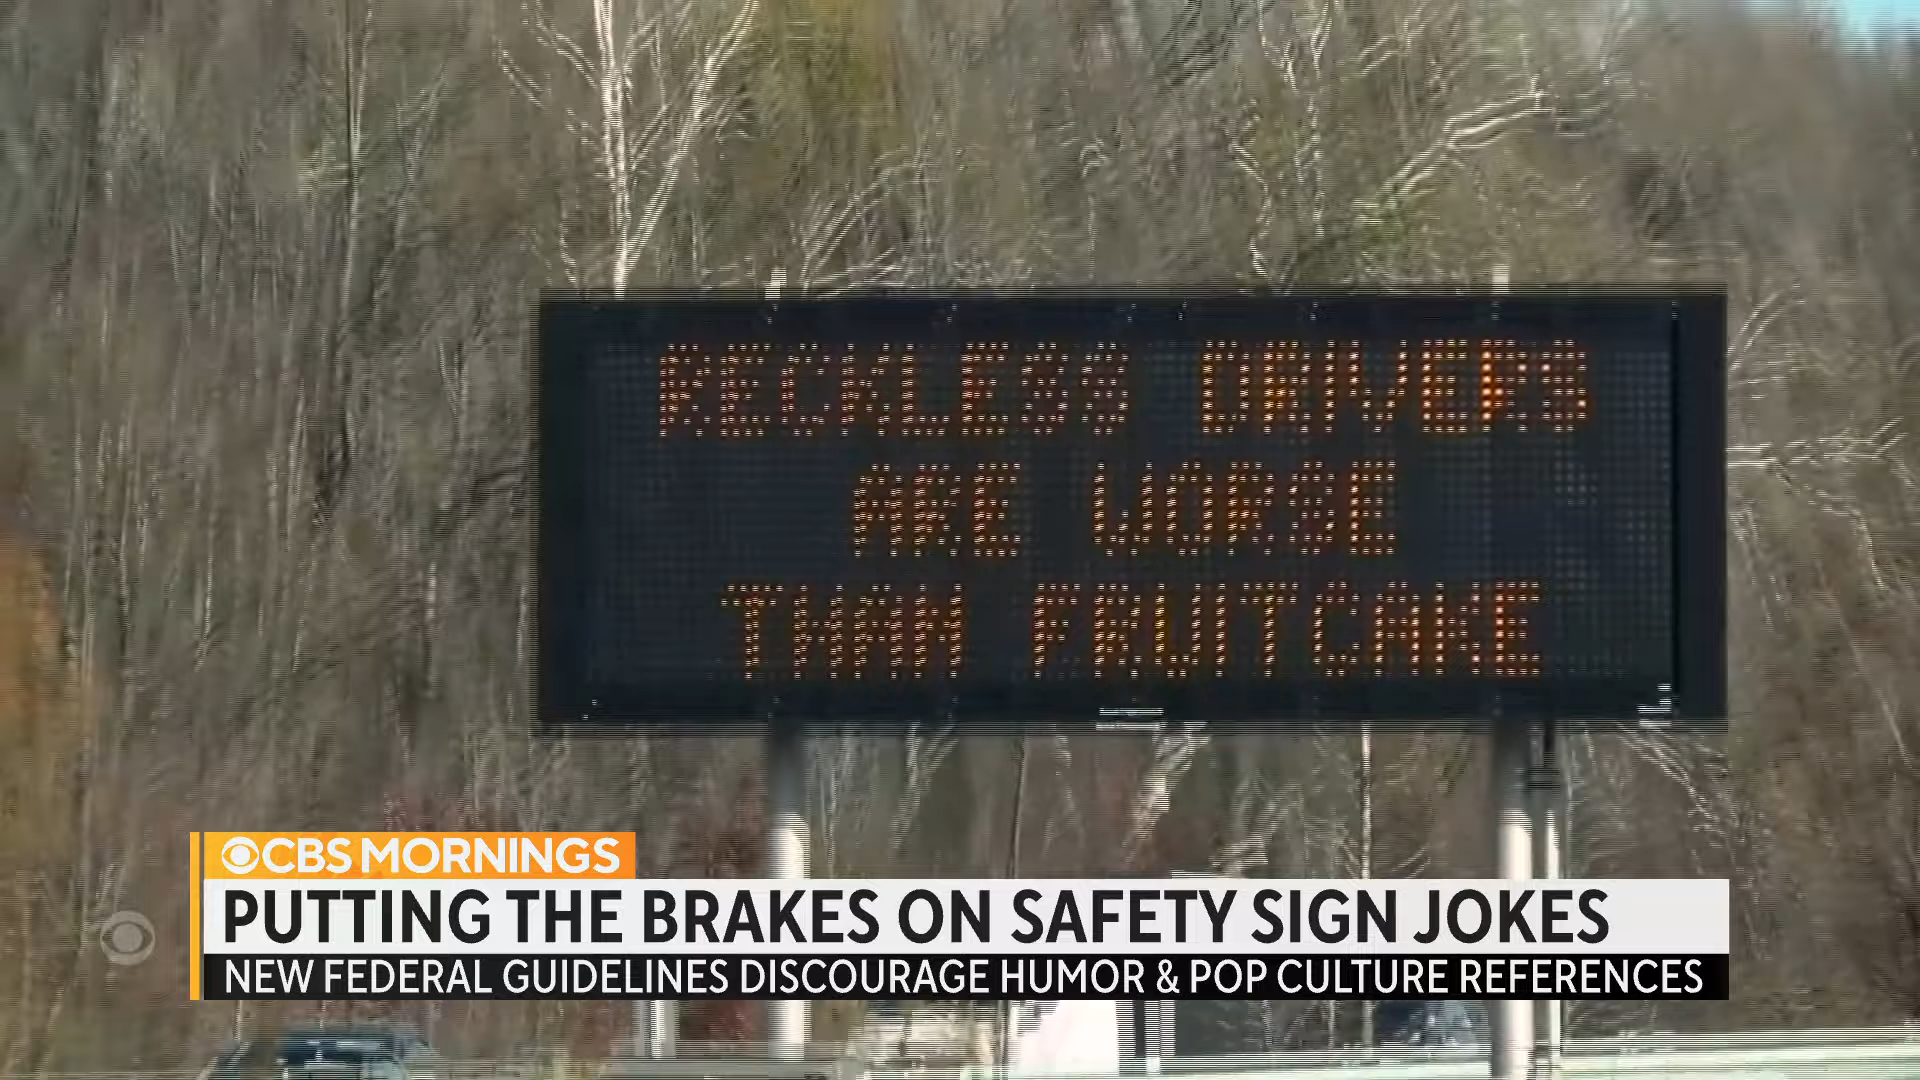 RECKLESS DRIVERS
ARE WORSE
THAN FRUITCAKE
CBS MORNINGS
PUTTING THE BRAKES ON SAFETY SIGN JOKES
NEW FEDERAL GUIDELINES DISCOURAGE HUMOR & POP CULTURE REFERENCES